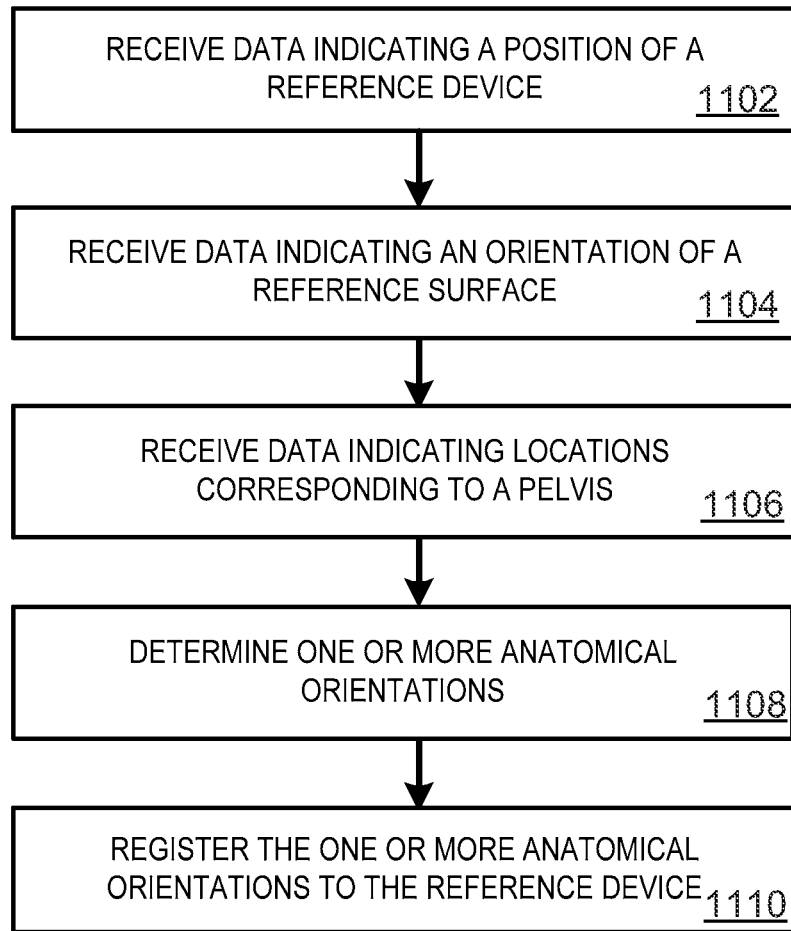 RECEIVE DATA INDICATING A POSITION OF A
REFERENCE DEVICE
1102
RECEIVE DATA INDICATING AN ORIENTATION OF A
REFERENCE SURFACE
1104
RECEIVE DATA INDICATING LOCATIONS
CORRESPONDING TO A PELVIS
1106
DETERMINE ONE OR MORE ANATOMICAL
ORIENTATIONS
1108
REGISTER THE ONE OR MORE ANATOMICAL
ORIENTATIONS TO THE REFERENCE DEVICE
1110